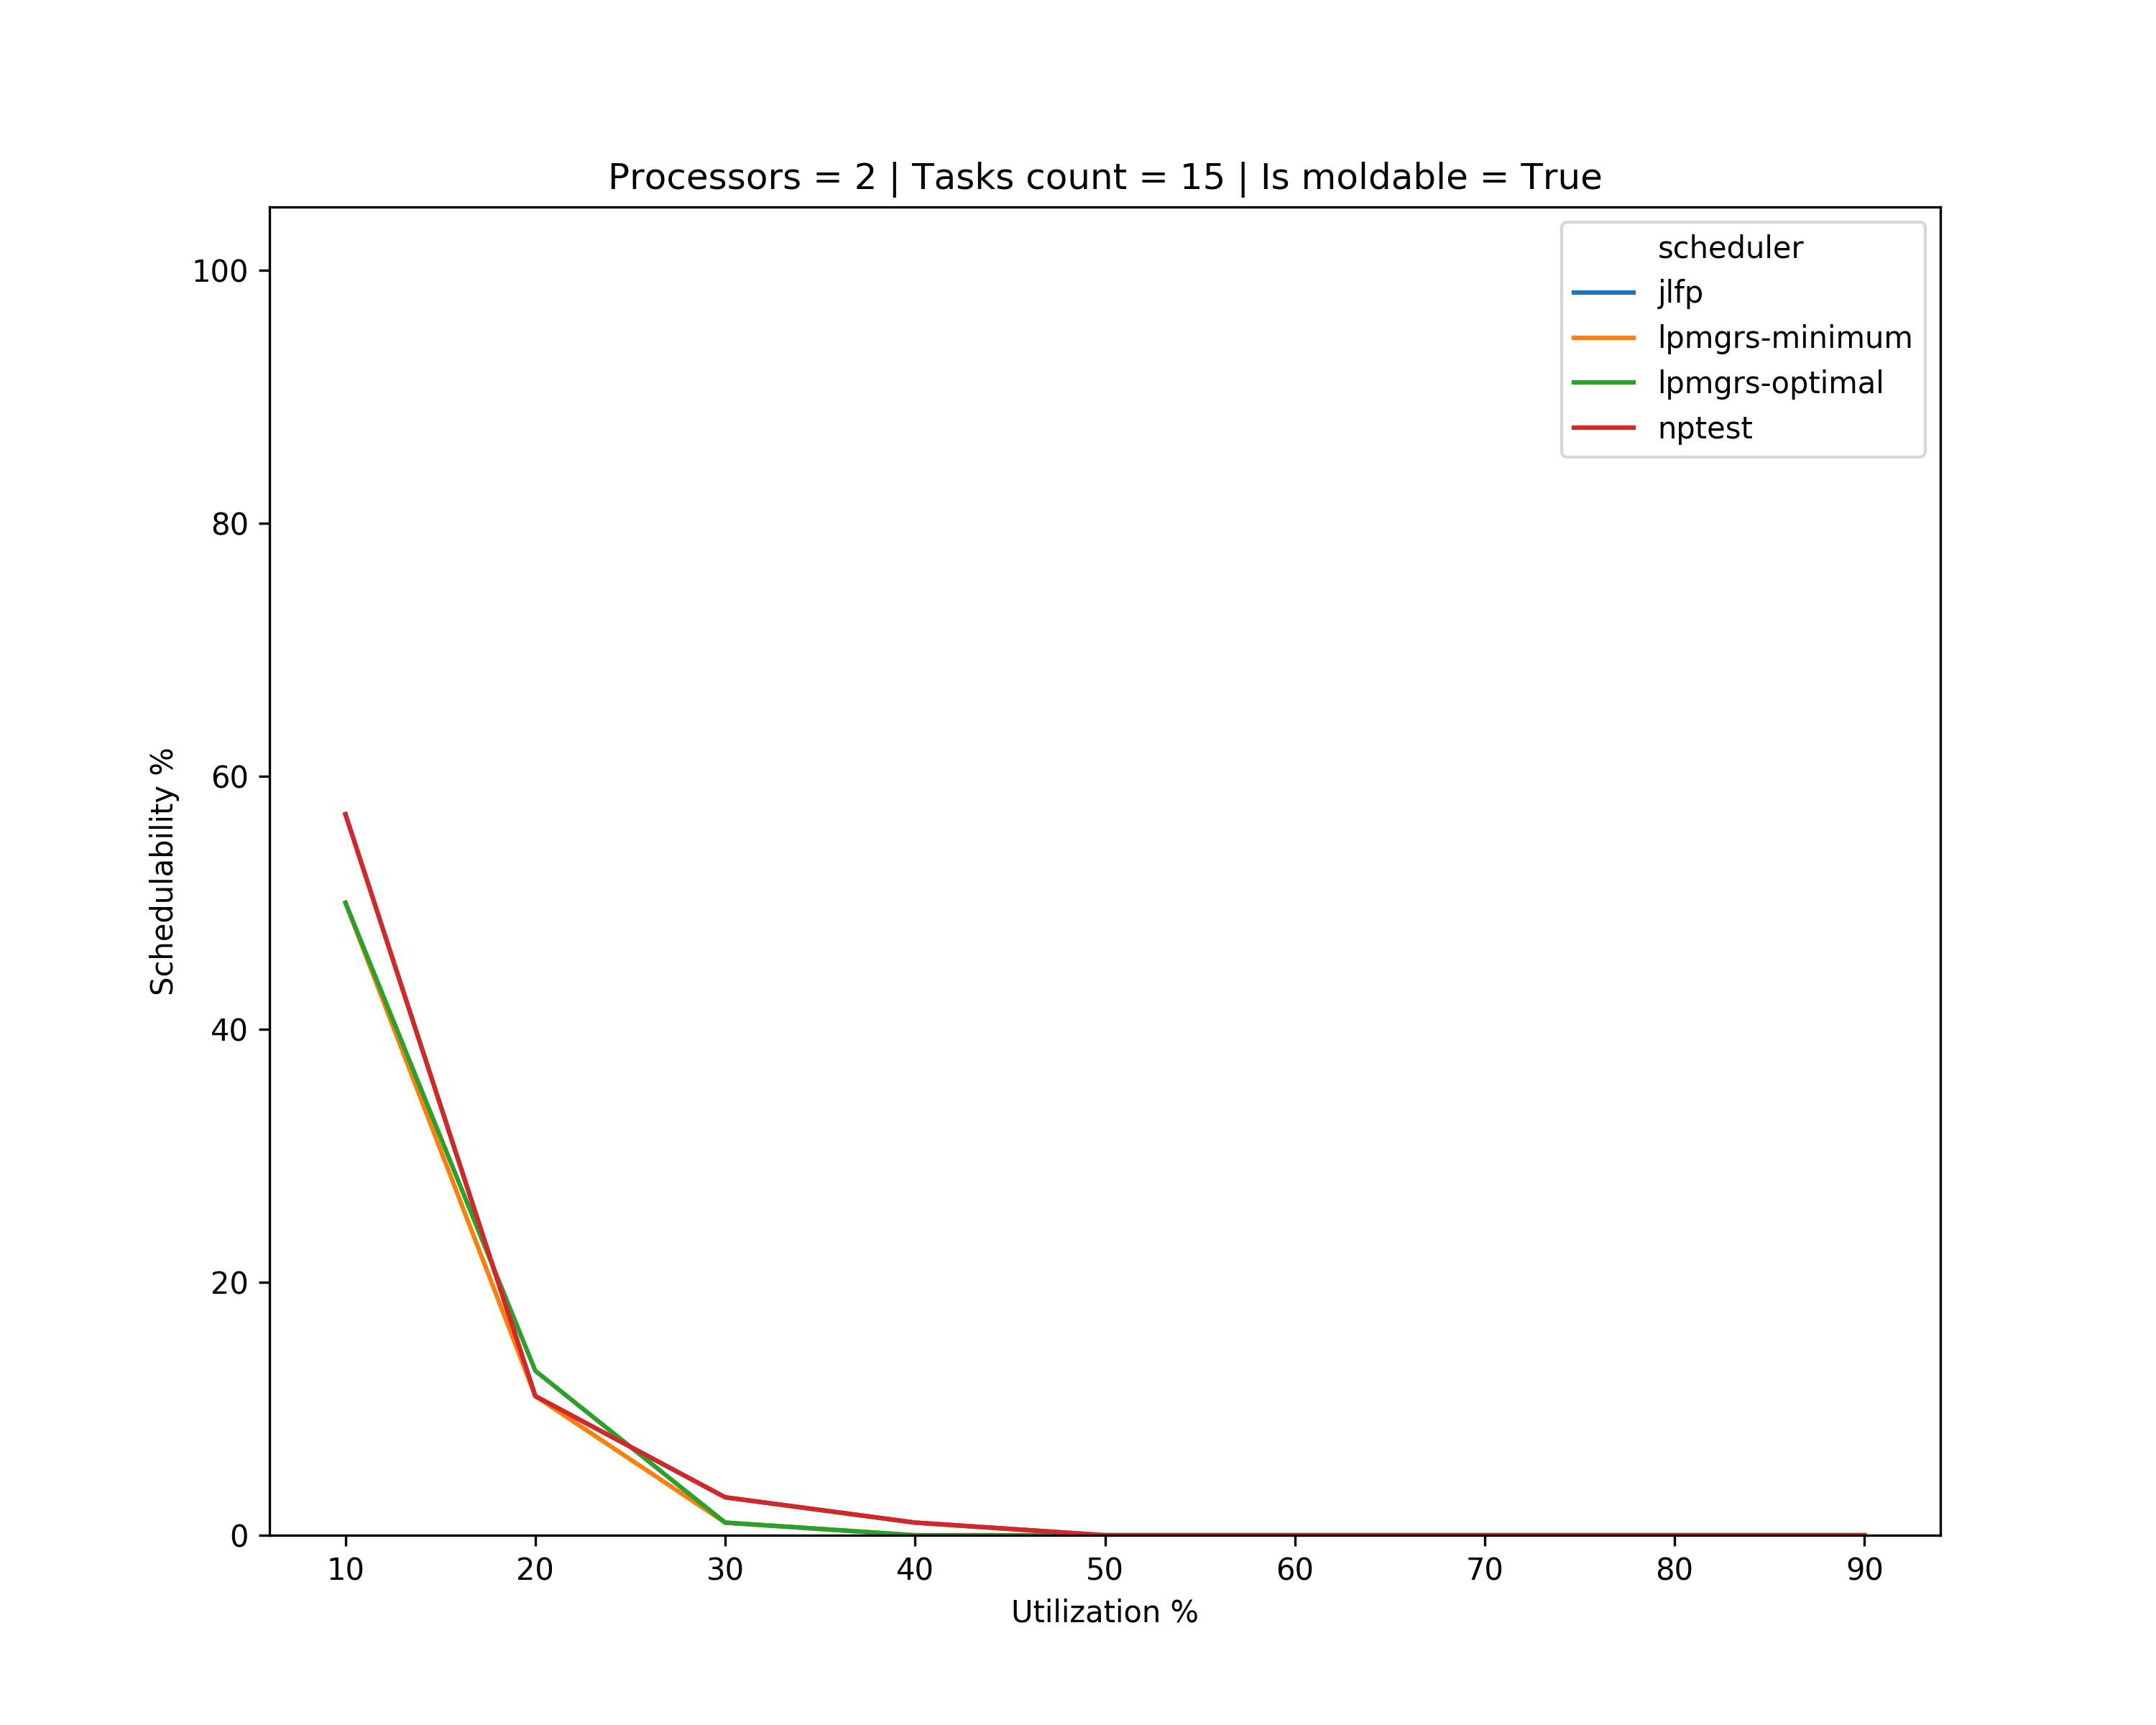 Processors = 2 | Tasks count = 15 | Is moldable = True
scheduler
jlfp
lpmgrs-minimum
lpmgrs-optimal
nptest
Schedulability %
100
80
60
40
20
0
10 20 30 40 50 60 70 80 90
Utilization %